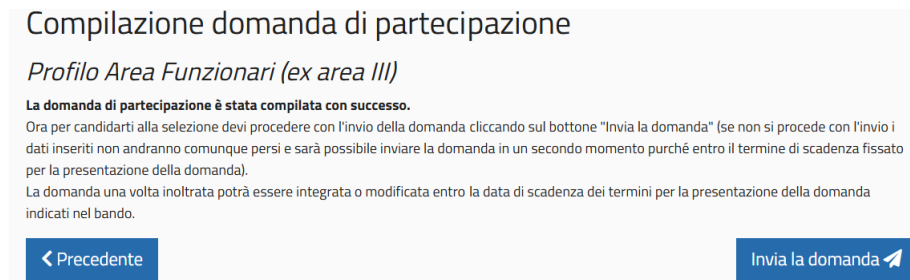 Compilazione domanda di partecipazione
Profilo Area Funzionari (ex area III)
La domanda di partecipazione è stata compilata con successo.
Ora per candidarti alla selezione devi procedere con l'invio della domanda cliccando sul bottone "Invia la domanda" (se non si procede con l'invio i
dati inseriti non andranno comunque persi e sarà possibile inviare la domanda in un secondo momento purché entro il termine di scadenza fissato
per la presentazione della domanda).
La domanda una volta inoltrata potrà essere integrata o modificata entro la data di scadenza dei termini per la presentazione della domanda
indicati nel bando.
Precedente
Invia la domanda